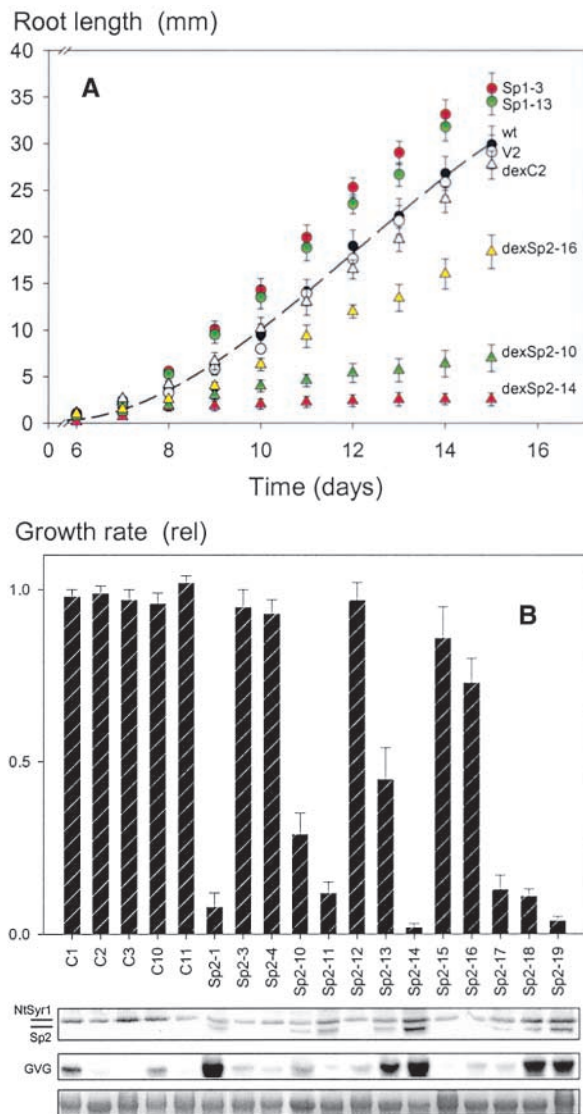 Root length (mm)
40
35
30
25
20
15
10
5
0
A
Sp1-3
Sp1-13
wt
V2
dexC2
dexSp2-16
dexSp2-10
dexSp2-14
0 6 8 10 12 14 16
Time (days)
Growth rate (rel)
B
1.0
0.5
0.0
C1 C2 C3 C10 C11 Sp2-1 Sp2-3 Sp2-4 Sp2-10 Sp2-11 Sp2-12 Sp2-13 Sp2-14 Sp2-15 Sp2-16 Sp2-17 Sp2-18 Sp2-19
NtSyr1
Sp2
GVG